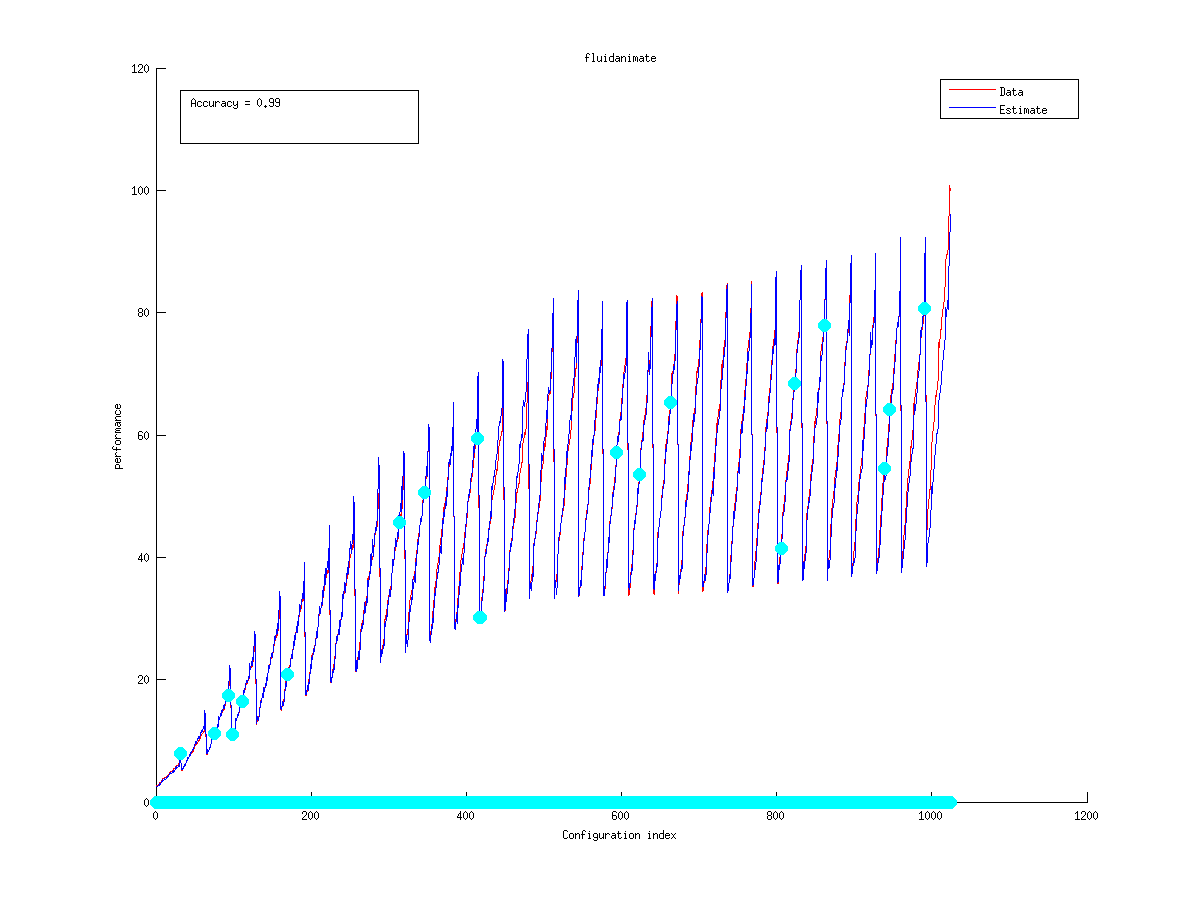 fluidanimate
120
Accuracy = 0.99
Data
Estimate
100
80
60
performance
40
20
0
0 200 400 600 800 1000 1200
Configuration index